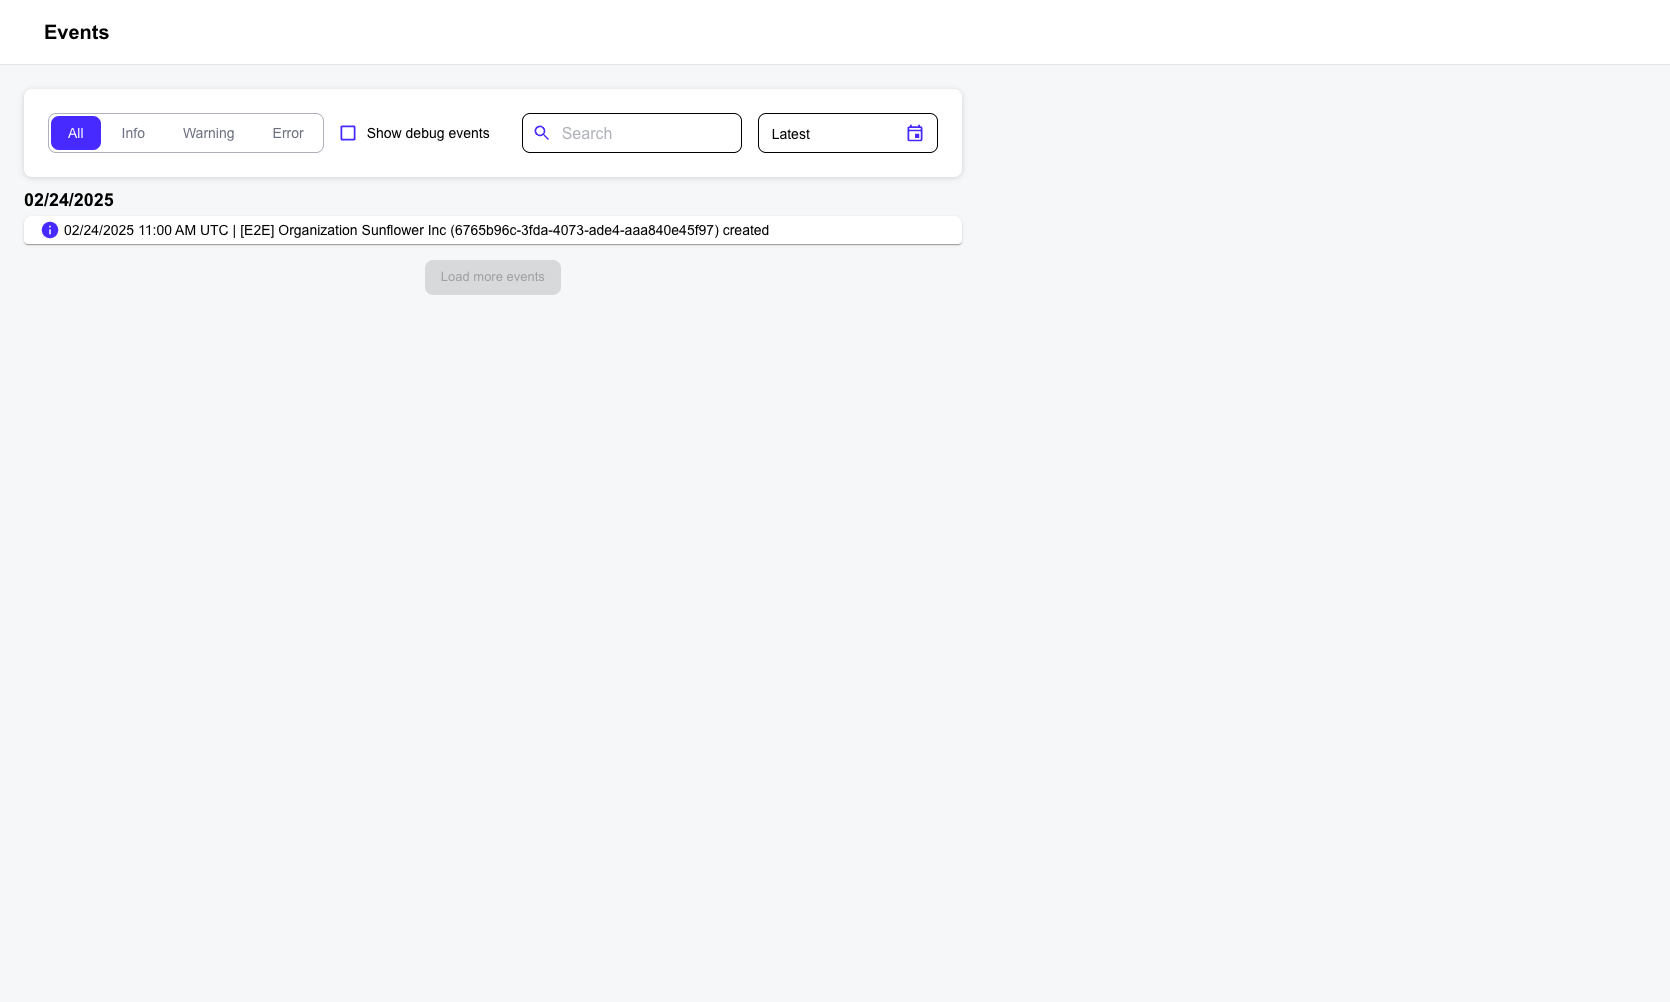 Events
All Info Warning Error Show debug events Search Latest
02/24/2025
02/24/2025 11:00 AM UTC | [E2E] Organization Sunflower Inc (6765b96c-3fda-4073-ade4-aaa840e45f97) created
Load more events